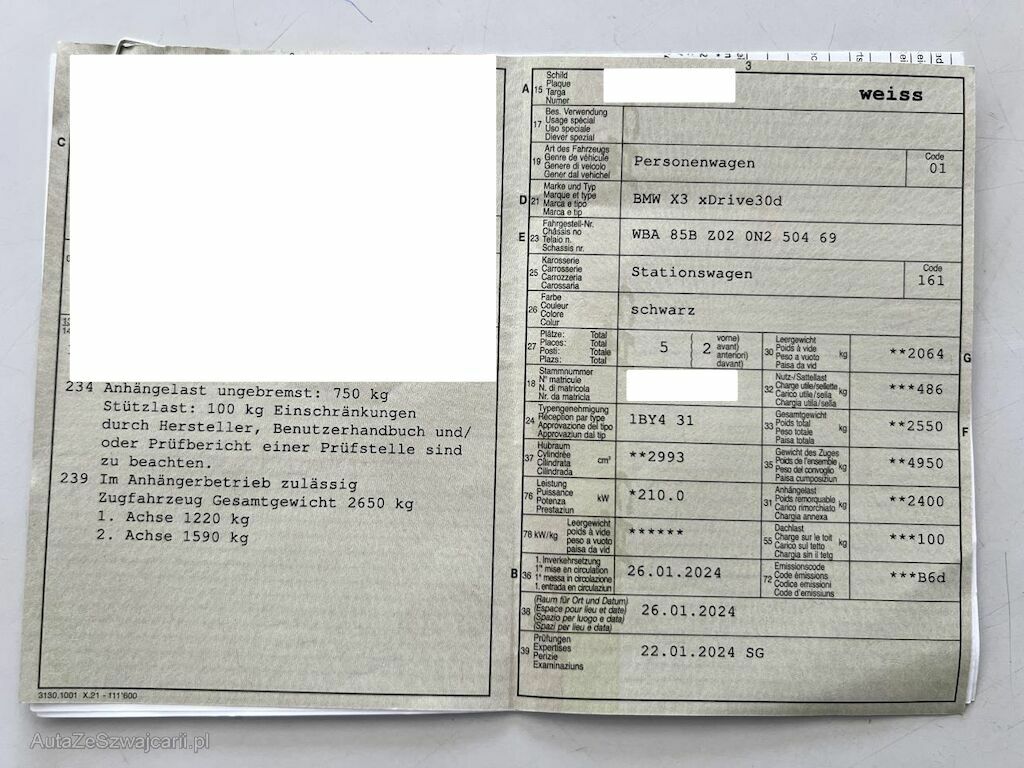 C
234 Anhängelast ungebremst: 750 kg
Stützlast: 100 kg Einschränkungen
durch Hersteller, Benutzerhandbuch und/
oder Prüfbericht einer Prüfstelle sind
zu beachten.
239 Im Anhängerbetrieb zulässig
Zugfahrzeug Gesamtgewicht 2650 kg
1. Achse 1220 kg
2. Achse 1590 kg
3130.1001 X.21 - 111'600
3
A 15 Schild
Plaque
Targa
Numer
weiss
17 Bes. Verwendung
Usage spécial
Uso speciale
Diever spezial
19 Art des Fahrzeugs
Genre de véhicule
Genere di veicolo
Gener dal vehichel
Personenwagen
Code
01
D 21 Marke und Typ
Marque et type
Marca e tipo
Marca e tip
BMW X3 xDrive30d
E 23 Fahrgestell-Nr.
Châssis no
Telaio n.
Schassis nr.
WBA 85B Z02 0N2 504 69
25 Karosserie
Carrosserie
Carrozzeria
Carossaria
Stationswagen
Code
161
26 Farbe
Couleur
Colore
Colur
schwarz
27 Plätze: Total
Places: Total
Posti: Totale
Plazs: Total
5 2 vorne)
avant)
anteriori)
davant)
30 Leergewicht
Poids à vide
Peso a vuoto
Paisa da vid
kg
**2064
G
18 Stammnummer
N° matricule
N. di matricola
Nr. da matricla
32 Nutz-/Sattellast
Charge utile/sellette
Carico utile/sella
Chargia utila/sella
kg
***486
24 Typengenehmigung
Réception par type
Approvazione del tipo
Approvaziun dal tip
1BY4 31
33 Gesamtgewicht
Poids total
Peso totale
Paisa totala
kg
**2550
F
37 Hubraum
Cylindrée
Cilindrata
Cilindrada
cm³
**2993
35 Gewicht des Zuges
Poids de l'ensemble
Peso del convoglio
Paisa cumposiziun
kg
**4950
76 Leistung
Puissance
Potenza
Prestaziun
kW
*210.0
31 Anhängelast
Poids remorquable
Carico rimorchiato
Chargia annexa
kg
**2400
78 kW/kg Leergewicht
poids à vide
peso a vuoto
paisa da vid
******
55 Dachlast
Charge sur le toit
Carico sul tetto
Chargia sin il tetg
kg
***100
B 36 1. Inverkehrsetzung
1re mise en circulation
1a messa in circolazione
1. entrada en circulaziun
26.01.2024
72 Emissionscode
Code émissions
Codice emissioni
Code d'emissiuns
***B6d
38 (Raum für Ort und Datum)
(Espace pour lieu et date)
(Spazio per luogo e data)
(Spazi per lieu e data)
26.01.2024
39 Prüfungen
Expertises
Perizie
Examinaziuns
22.01.2024 SG
AutaZeSzwajcarii.pl